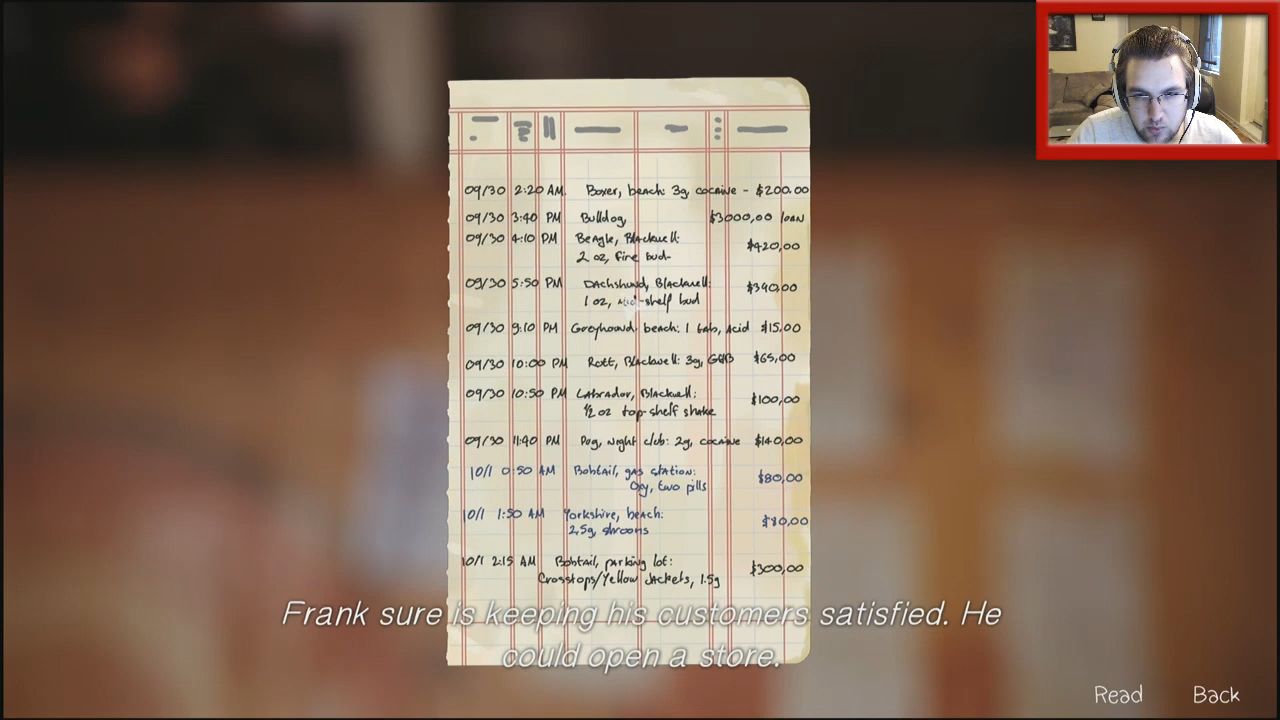 09/30 2:20 AM. Boxer, beach: 3g, cocaine - $200.00
09/30 3:40 PM Bulldog, $3000,00 loan
09/30 4:10 PM Beagle, Blackwell: $420,00
2 oz, fire bud-
09/30 5:50 PM Dachshund, Blackwell: $340,00
1 oz, mid-shelf bud
09/30 9:10 PM Greyhound, beach: 1 tab, Acid $15,00
09/30 10:00 PM Rott, Blackwell: 3g, GHB $65,00
09/30 10:50 PM Labrador, Blackwell: $100,00
1/2 oz top-shelf shake
09/30 11:40 PM Pug, night club: 2g, cocaine $140,00
10/1 0:50 AM Bobtail, gas station: $80,00
Oxy, two pills
10/1 1:50 AM Yorkshire, beach: $80,00
2,5g, shrooms
10/1 2:15 AM Bobtail, parking lot: $300,00
Crosstops/Yellow Jackets, 1.5g
Frank sure is keeping his customers satisfied. He
could open a store.
Read Back